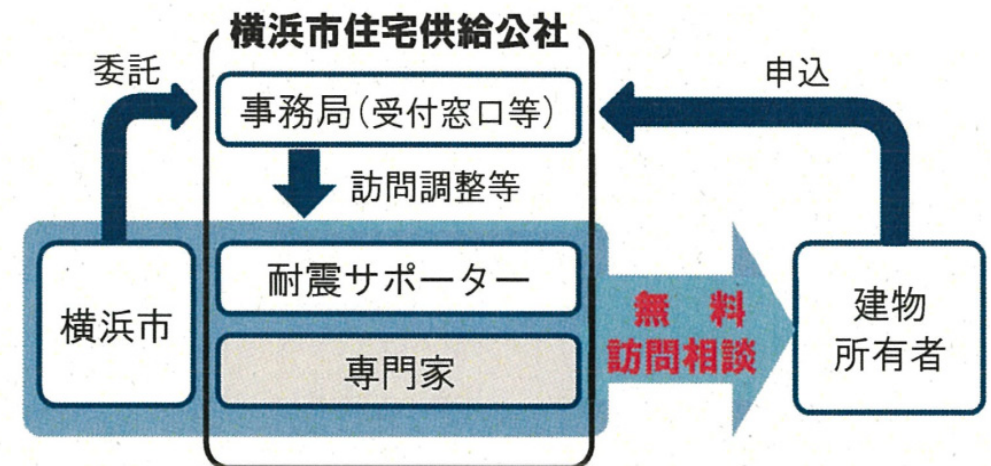 横浜市住宅供給公社
委託
事務局(受付窓口等)
申込
訪問調整等
横浜市
耐震サポーター
専門家
無 料
訪問相談
建物
所有者